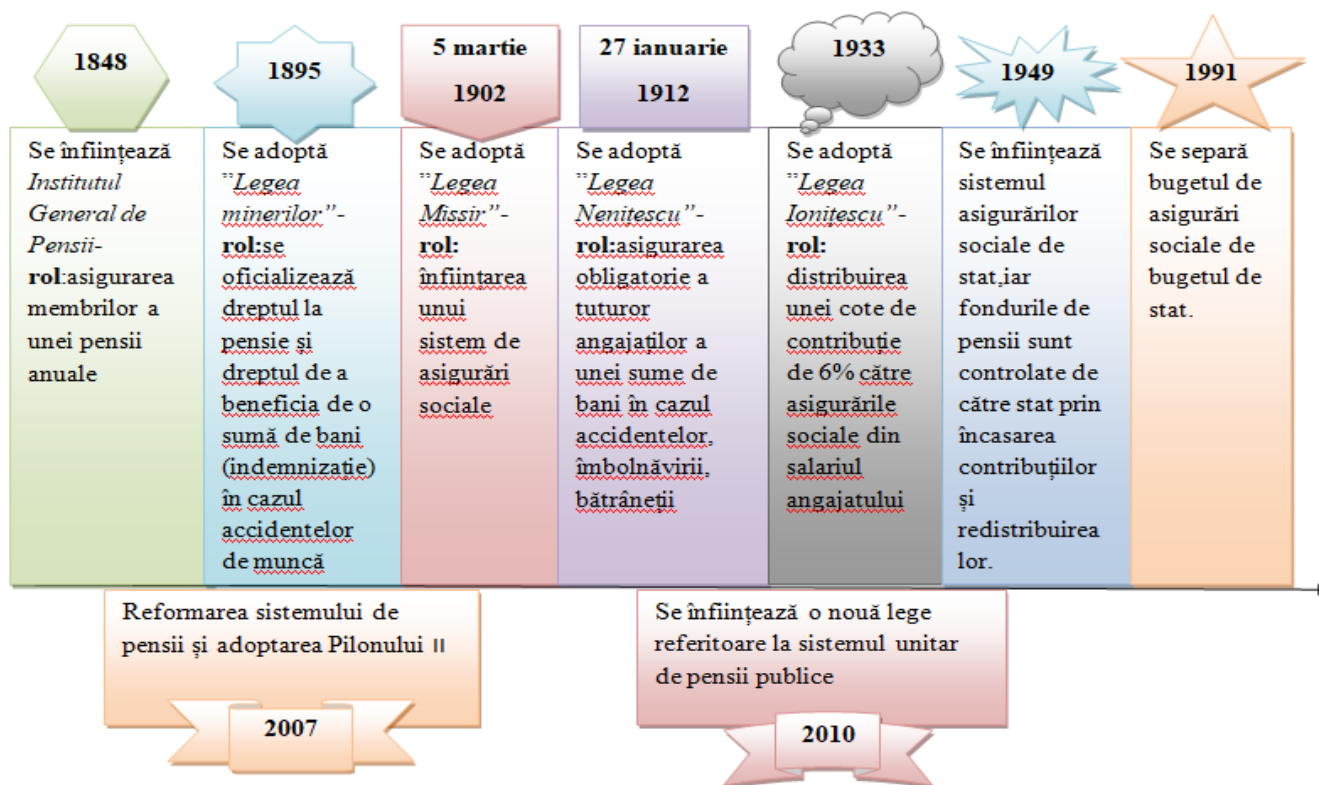 1848
Se înființează
Institutul
General de
Pensii-
rol:asigurarea
membrilor a
unei pensii
anuale
1895
Se adoptă
”Legea
minerilor”-
rol:se
oficializează
dreptul la
pensie și
dreptul de a
beneficia de o
sumă de bani
(indemnizație)
în cazul
accidentelor
de muncă
5 martie
1902
Se adoptă
”Legea
Missir”-
rol:
înființarea
unui
sistem de
asigurări
sociale
27 ianuarie
1912
Se adoptă
”Legea
Nenițescu”-
rol:asigurarea
obligatorie a
tuturor
angajaților a
unei sume de
bani în cazul
accidentelor,
îmbolnăvirii,
bătrâneții
1933
Se adoptă
”Legea
Ionițescu”-
rol:
distribuirea
unei cote de
contribuție
de 6% către
asigurările
sociale din
salariul
angajatului
1949
Se înființează
sistemul
asigurărilor
sociale de
stat,iar
fondurile de
pensii sunt
controlate de
către stat prin
încasarea
contribuțiilor
și
redistribuirea
lor.
1991
Se separă
bugetul de
asigurări
sociale de
bugetul de
stat.
Reformarea sistemului de
pensii și adoptarea Pilonului II
2007
Se înființează o nouă lege
referitoare la sistemul unitar
de pensii publice
2010